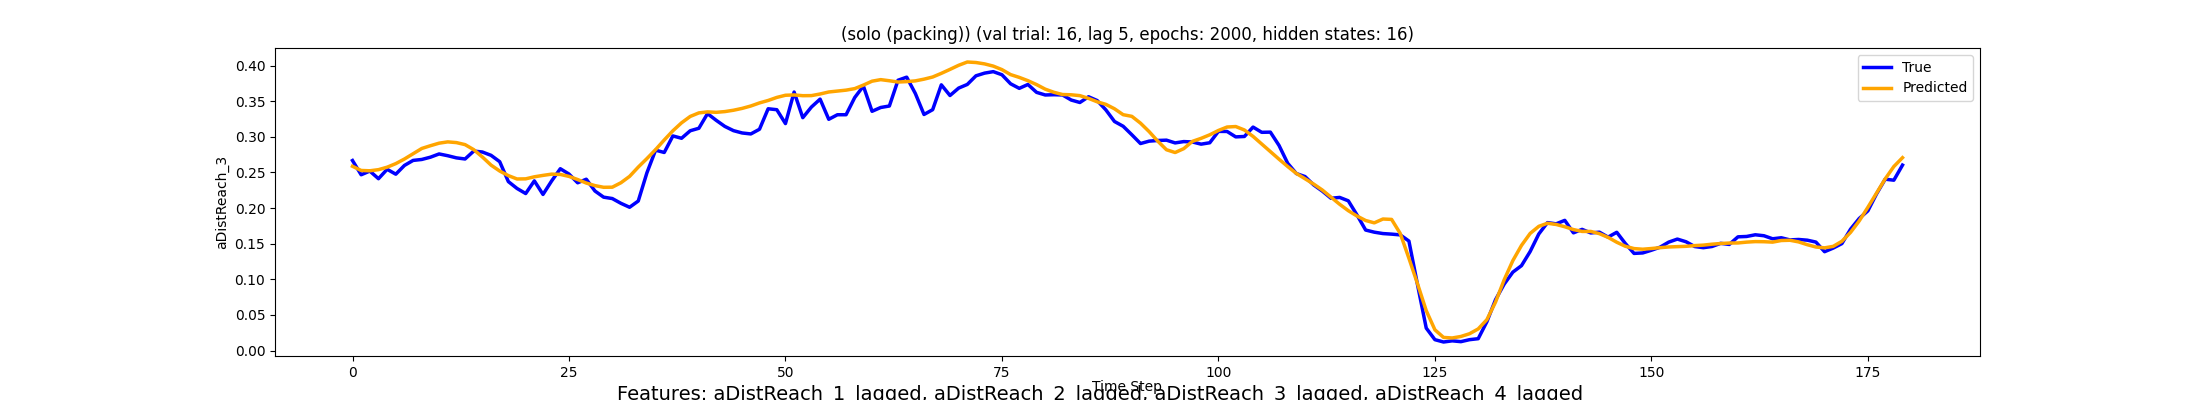 (solo (packing)) (val trial: 16, lag 5, epochs: 2000, hidden states: 16)
True
Predicted
aDistReach_3
0.40
0.35
0.30
0.25
0.20
0.15
0.10
0.05
0.00
0 25 50 75 100 125 150 175
Time Step
Features: aDistReach_1_lagged, aDistReach_2_lagged, aDistReach_3_lagged, aDistReach_4_lagged